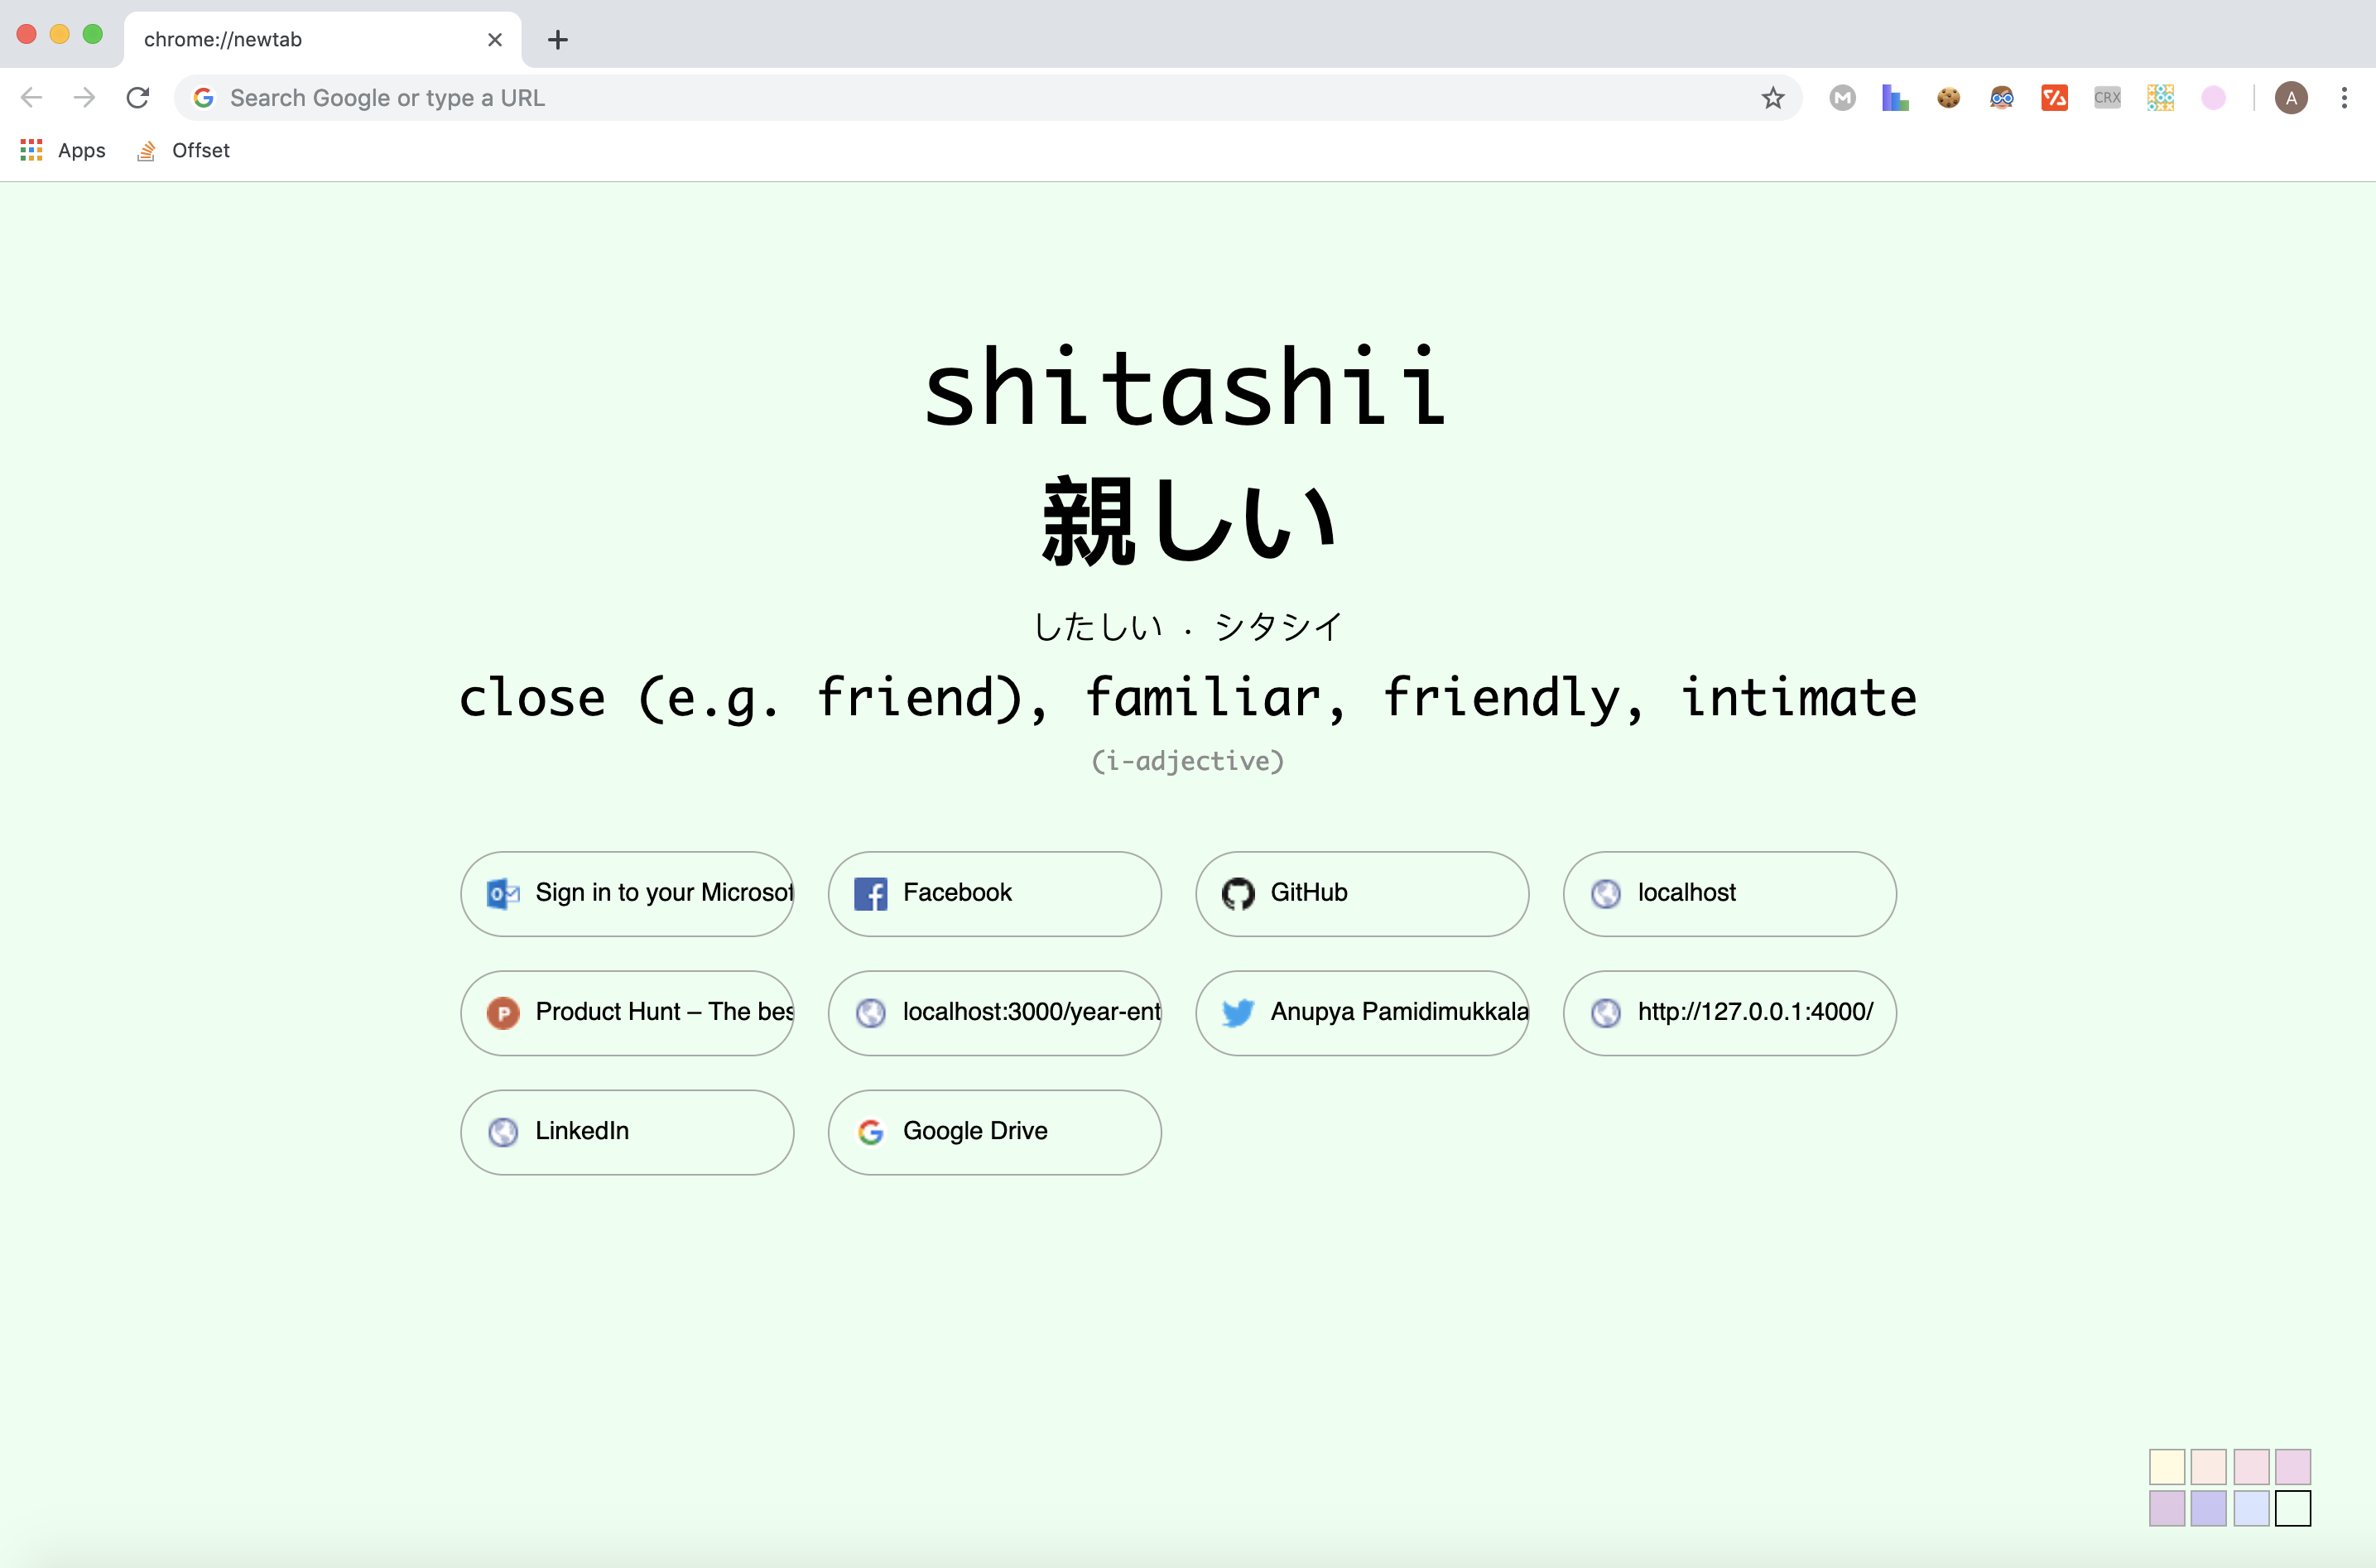 chrome://newtab
Search Google or type a URL
CRX
A
Apps
Offset
shitashii
親しい
したしい · シタシイ
close (e.g. friend), familiar, friendly, intimate
(i-adjective)
Sign in to your Microsof
Facebook
GitHub
localhost
Product Hunt – The bes
localhost:3000/year-ent
Anupya Pamidimukkala
http://127.0.0.1:4000/
LinkedIn
Google Drive